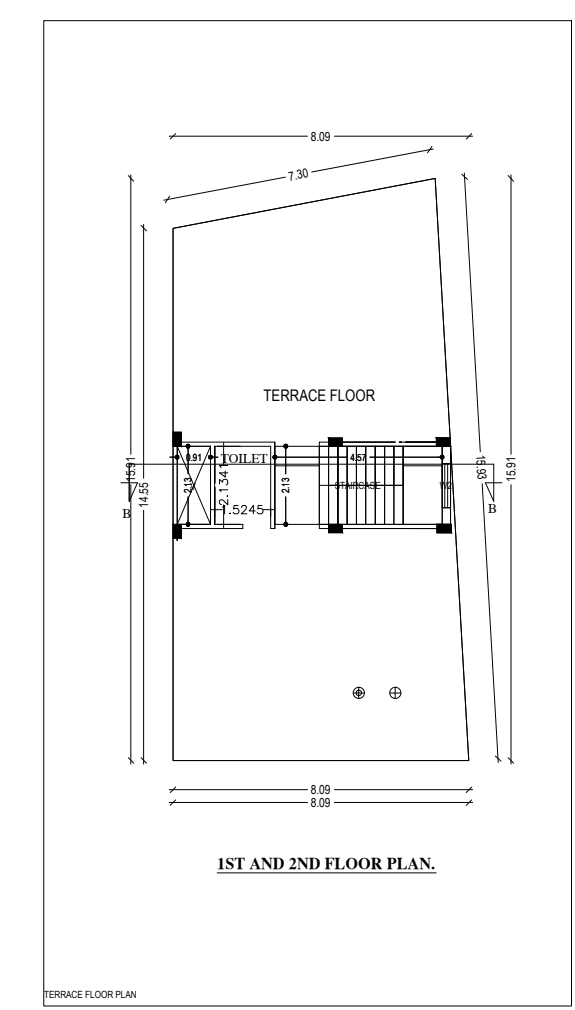 8.09
7.30
TERRACE FLOOR
0.91
TOILET
4.57
15.91
14.55
2.13
2.1341
2.13
STAIRCASE
W2
15.93
15.91
B
B
.5245
8.09
8.09
1ST AND 2ND FLOOR PLAN.
TERRACE FLOOR PLAN